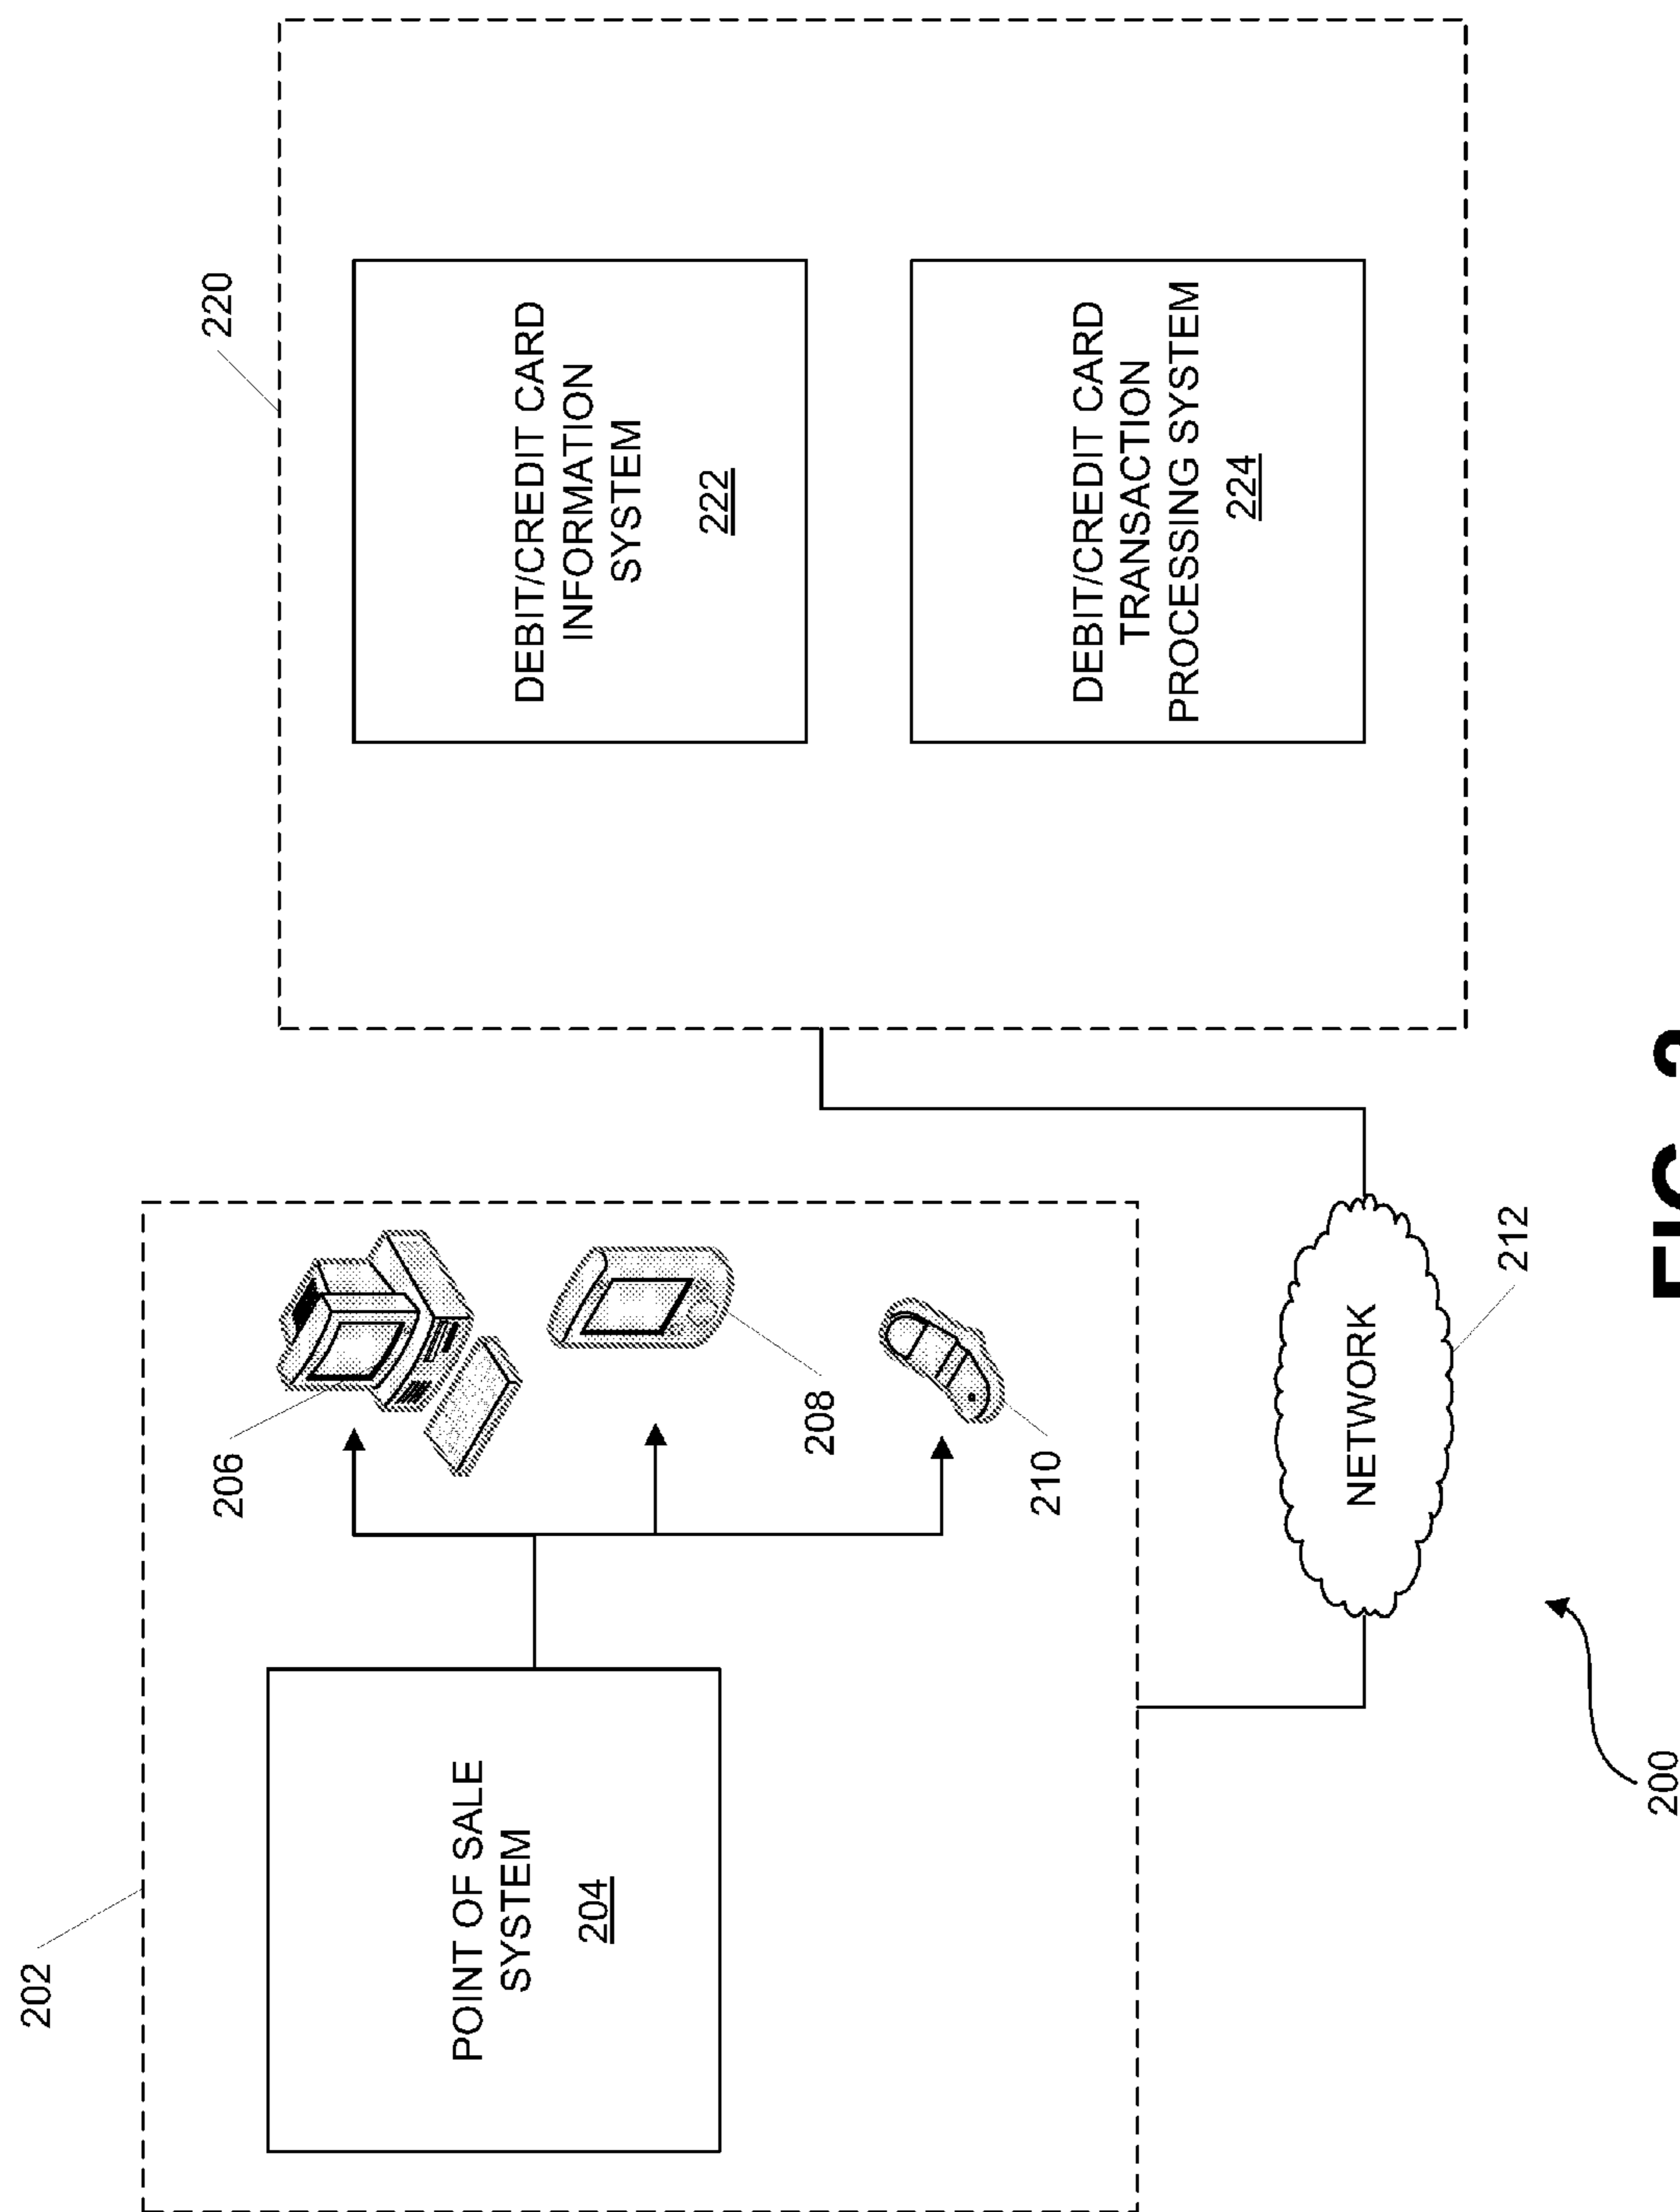 202
220
206
POINT OF SALE
SYSTEM
204
208
210
DEBIT/CREDIT CARD
INFORMATION
SYSTEM
222
DEBIT/CREDIT CARD
TRANSACTION
PROCESSING SYSTEM
224
NETWORK
212
200
FIG